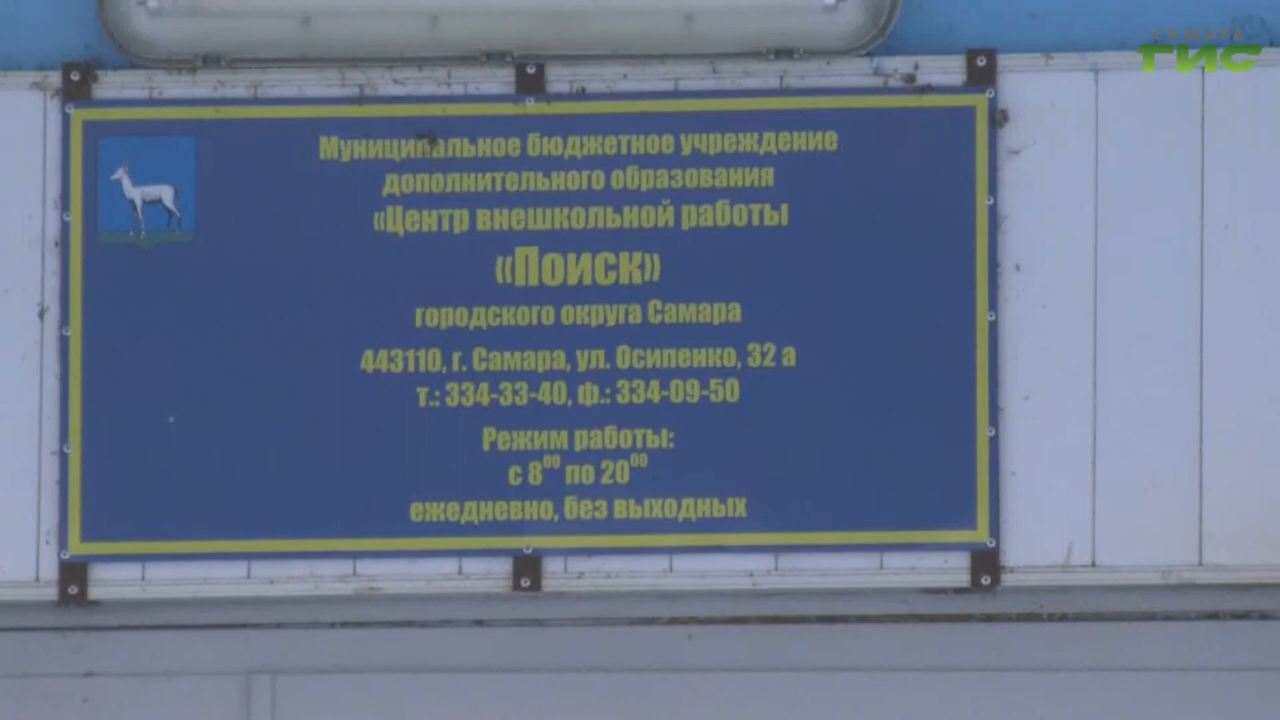 САМАРА
ГИС
Муниципальное бюджетное учреждение
дополнительного образования
«Центр внешкольной работы
«Поиск»
городского округа Самара
443110, г. Самара, ул. Осипенко, 32 а
т.: 334-33-40, ф.: 334-09-50
Режим работы:
с 8⁰⁰ по 20⁰⁰
ежедневно, без выходных